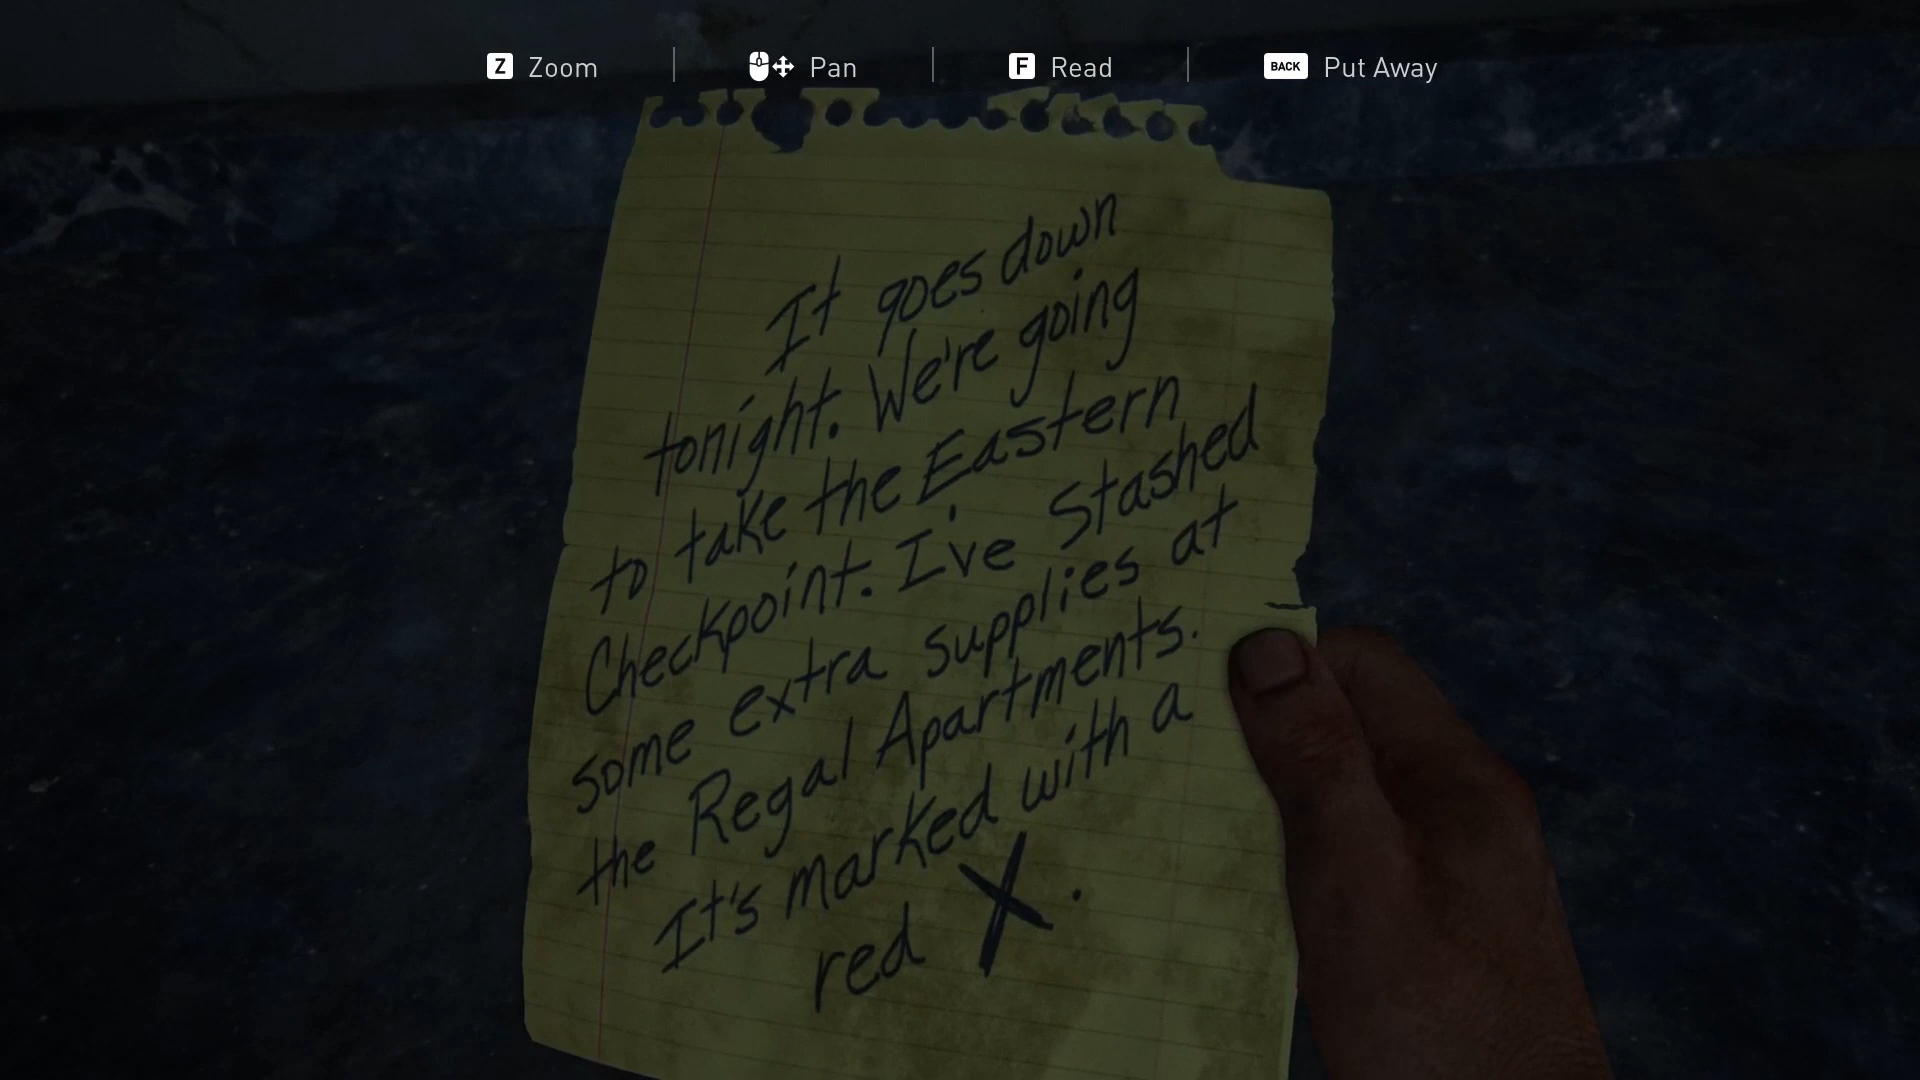 Z Zoom F Read BACK Put Away
Pan
It goes down
tonight. We're going
to take the Eastern
Checkpoint. I've Stashed
some extra supplies at
the Regal Apartments.
It's marked with a
red X.